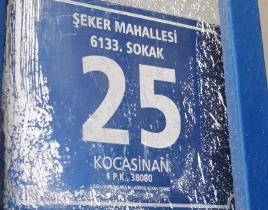 ŞEKER MAHALLESİ
6133. SOKAK
25
KOCASİNAN
P.K. 38080